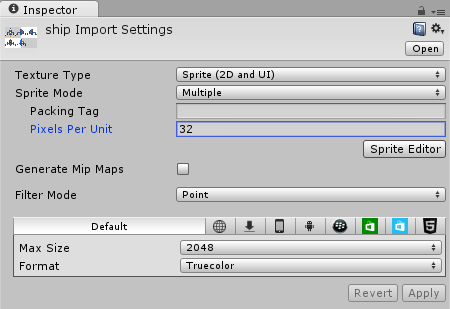 Inspector
ship Import Settings
Open
Texture Type Sprite (2D and UI)
Sprite Mode Multiple
Packing Tag
Pixels Per Unit 32
Sprite Editor
Generate Mip Maps
Filter Mode Point
Default
Max Size 2048
Format Truecolor
Revert Apply